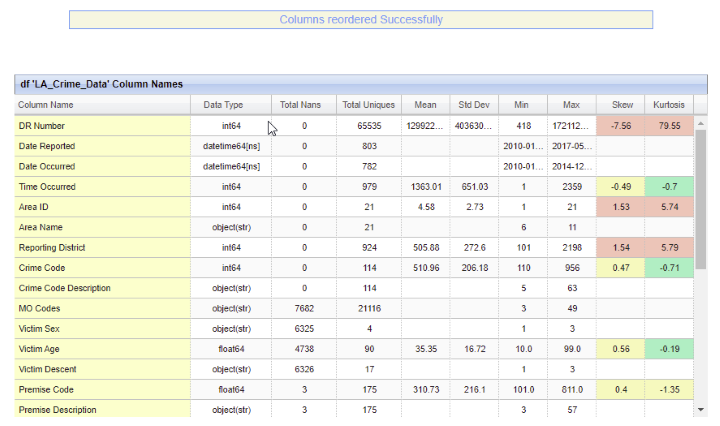 Columns reordered Successfully
df 'LA_Crime_Data' Column Names
Column Name Data Type Total Nans Total Uniques Mean Std Dev Min Max Skew Kurtosis
DR Number int64 0 65535 129922... 403630... 418 172112... -7.56 79.55
Date Reported datetime64[ns] 0 803 2010-01... 2017-05...
Date Occurred datetime64[ns] 0 782 2010-01... 2014-12...
Time Occurred int64 0 979 1363.01 651.03 1 2359 -0.49 -0.7
Area ID int64 0 21 4.58 2.73 1 21 1.53 5.74
Area Name object(str) 0 21 6 11
Reporting District int64 0 924 505.88 272.6 101 2198 1.54 5.79
Crime Code int64 0 114 510.96 206.18 110 956 0.47 -0.71
Crime Code Description object(str) 0 114 5 63
MO Codes object(str) 7682 21116 3 49
Victim Sex object(str) 6325 4 1 3
Victim Age float64 4738 90 35.35 16.72 10.0 99.0 0.56 -0.19
Victim Descent object(str) 6326 17 1 3
Premise Code float64 3 175 310.73 216.1 101.0 811.0 0.4 -1.35
Premise Description object(str) 3 175 3 57